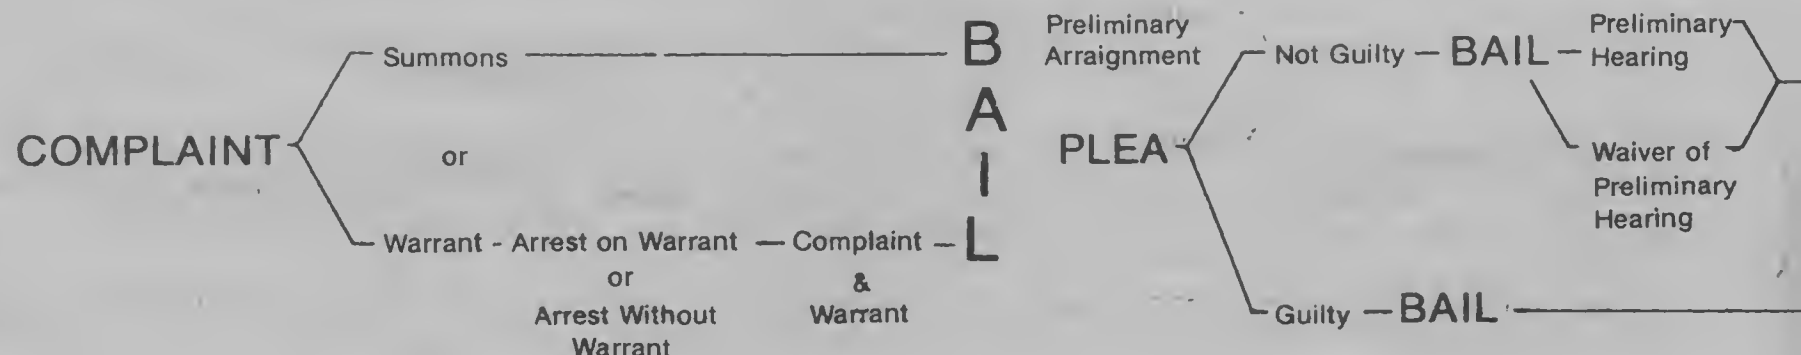 COMPLAINT
Summons
or
Warrant - Arrest on Warrant — Complaint —
or
Arrest Without
Warrant
&
Warrant
B
A
I
L
Preliminary
Arraignment
PLEA
Not Guilty — BAIL — Preliminary
Hearing
Waiver of
Preliminary
Hearing
Guilty — BAIL